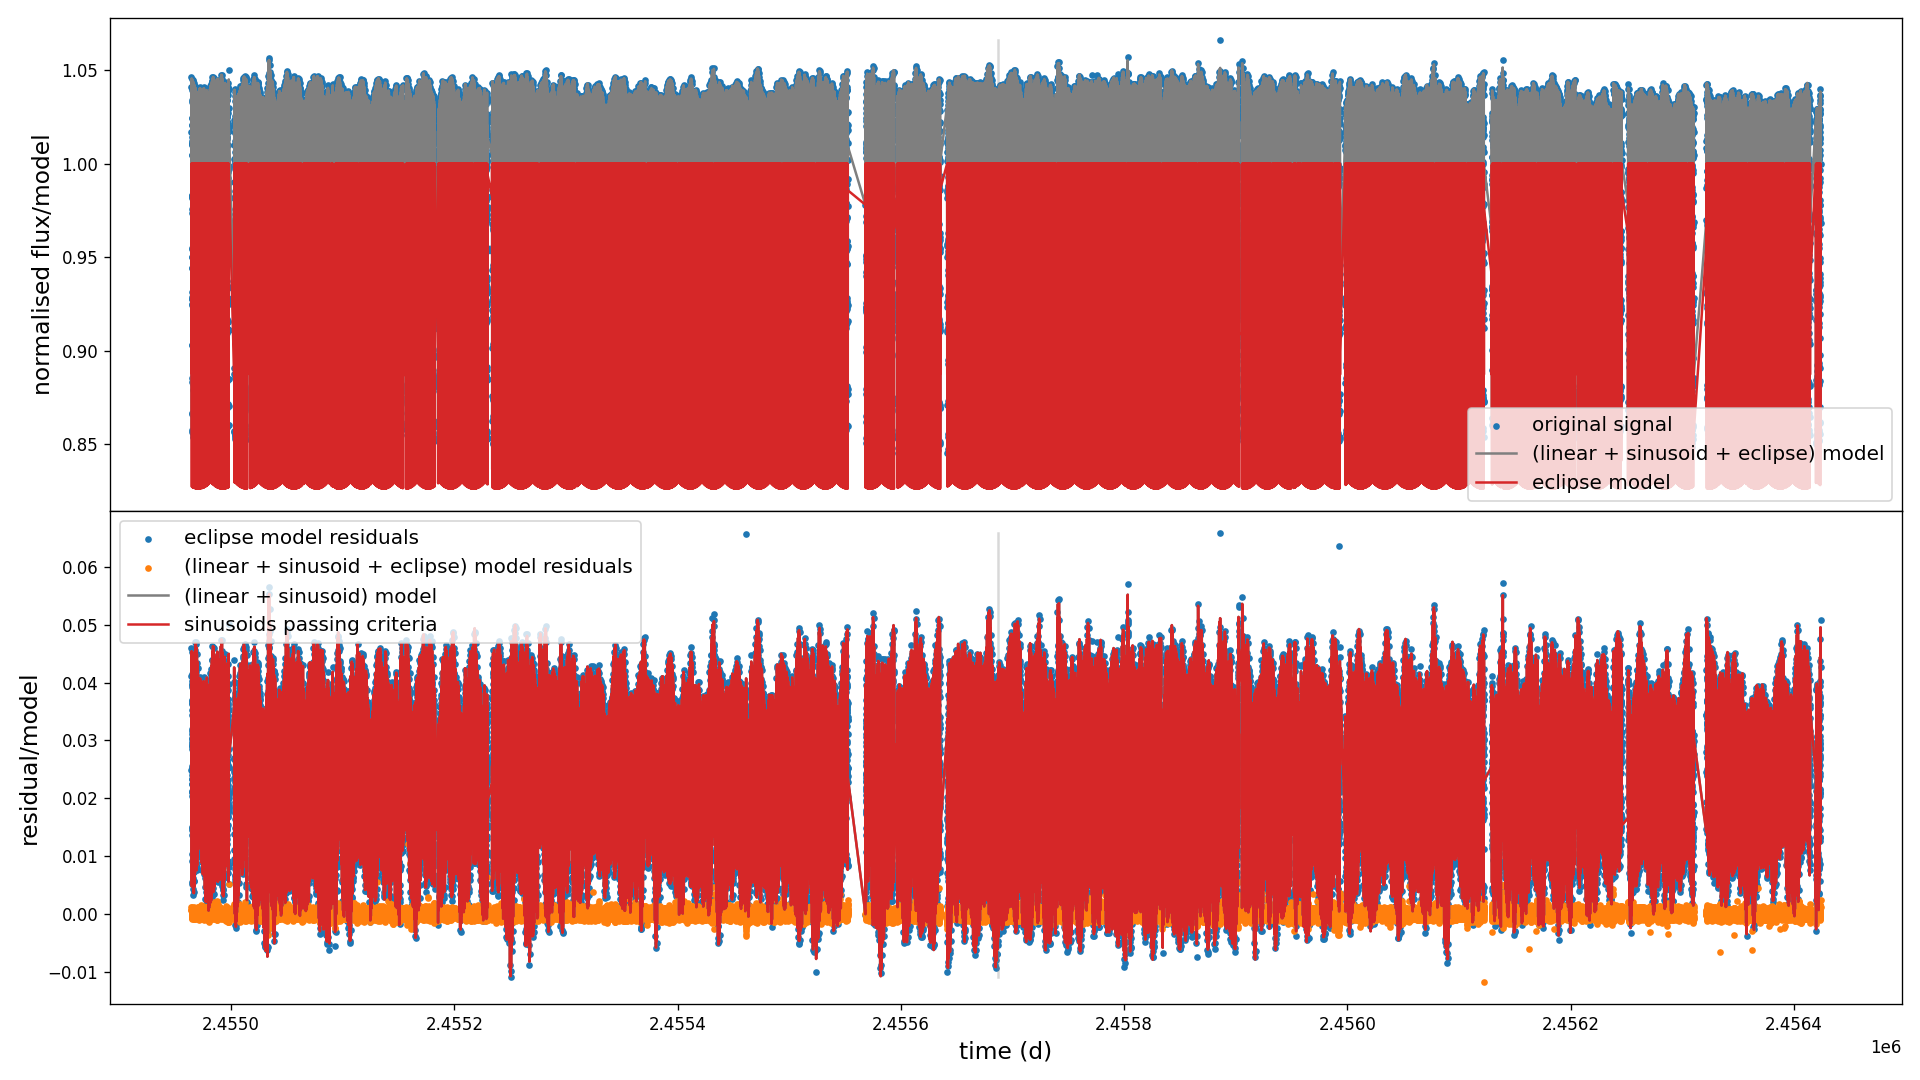 normalised flux/model
1.05
1.00
0.95
0.90
0.85
original signal
(linear + sinusoid + eclipse) model
eclipse model
residual/model
0.06
0.05
0.04
0.03
0.02
0.01
0.00
−0.01
eclipse model residuals
(linear + sinusoid + eclipse) model residuals
(linear + sinusoid) model
sinusoids passing criteria
2.4550
2.4552
2.4554
2.4556
2.4558
2.4560
2.4562
2.4564
time (d)
1e6